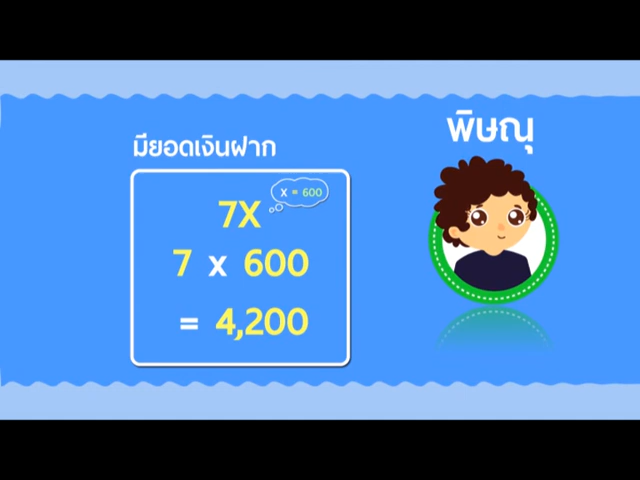 พิษณุ
มียอดเงินฝาก
x = 600
7X
7 x 600
= 4,200